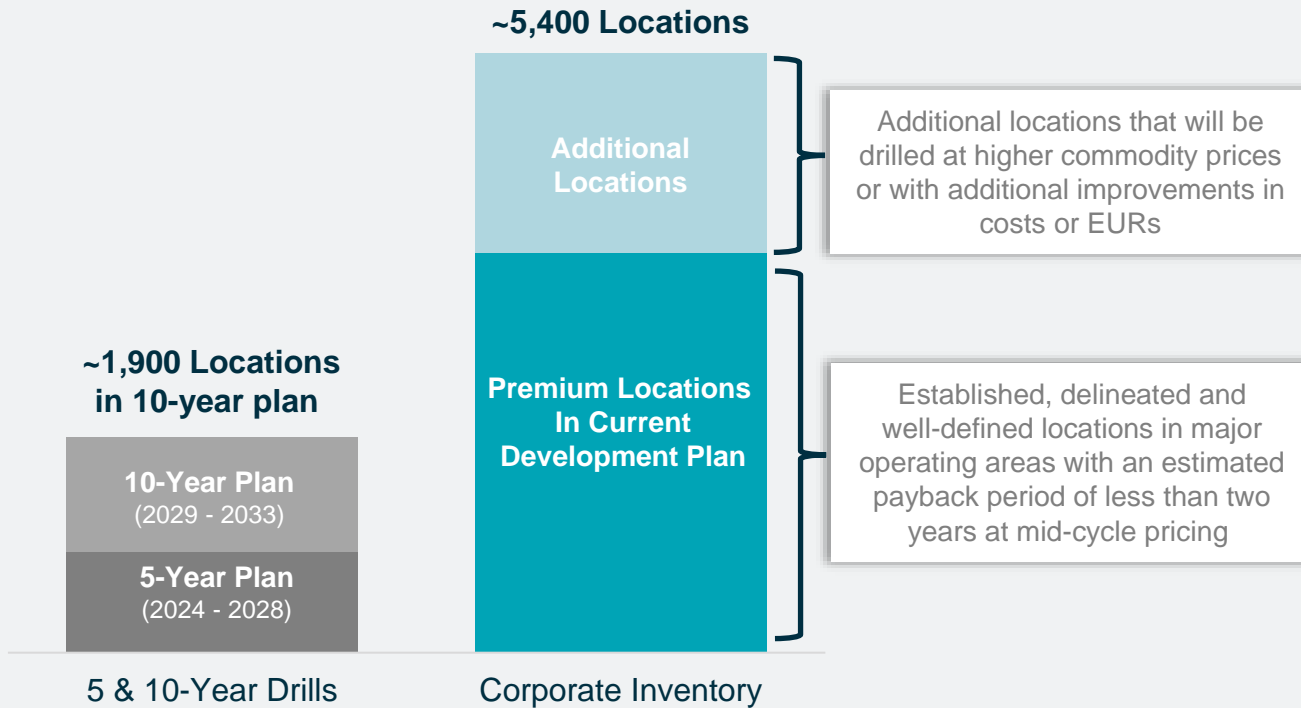 ~5,400 Locations
Additional
Locations
Additional locations that will be
drilled at higher commodity prices
or with additional improvements in
costs or EURs
~1,900 Locations
in 10-year plan
10-Year Plan
(2029 - 2033)
5-Year Plan
(2024 - 2028)
Premium Locations
In Current
Development Plan
Established, delineated and
well-defined locations in major
operating areas with an estimated
payback period of less than two
years at mid-cycle pricing
5 & 10-Year Drills
Corporate Inventory